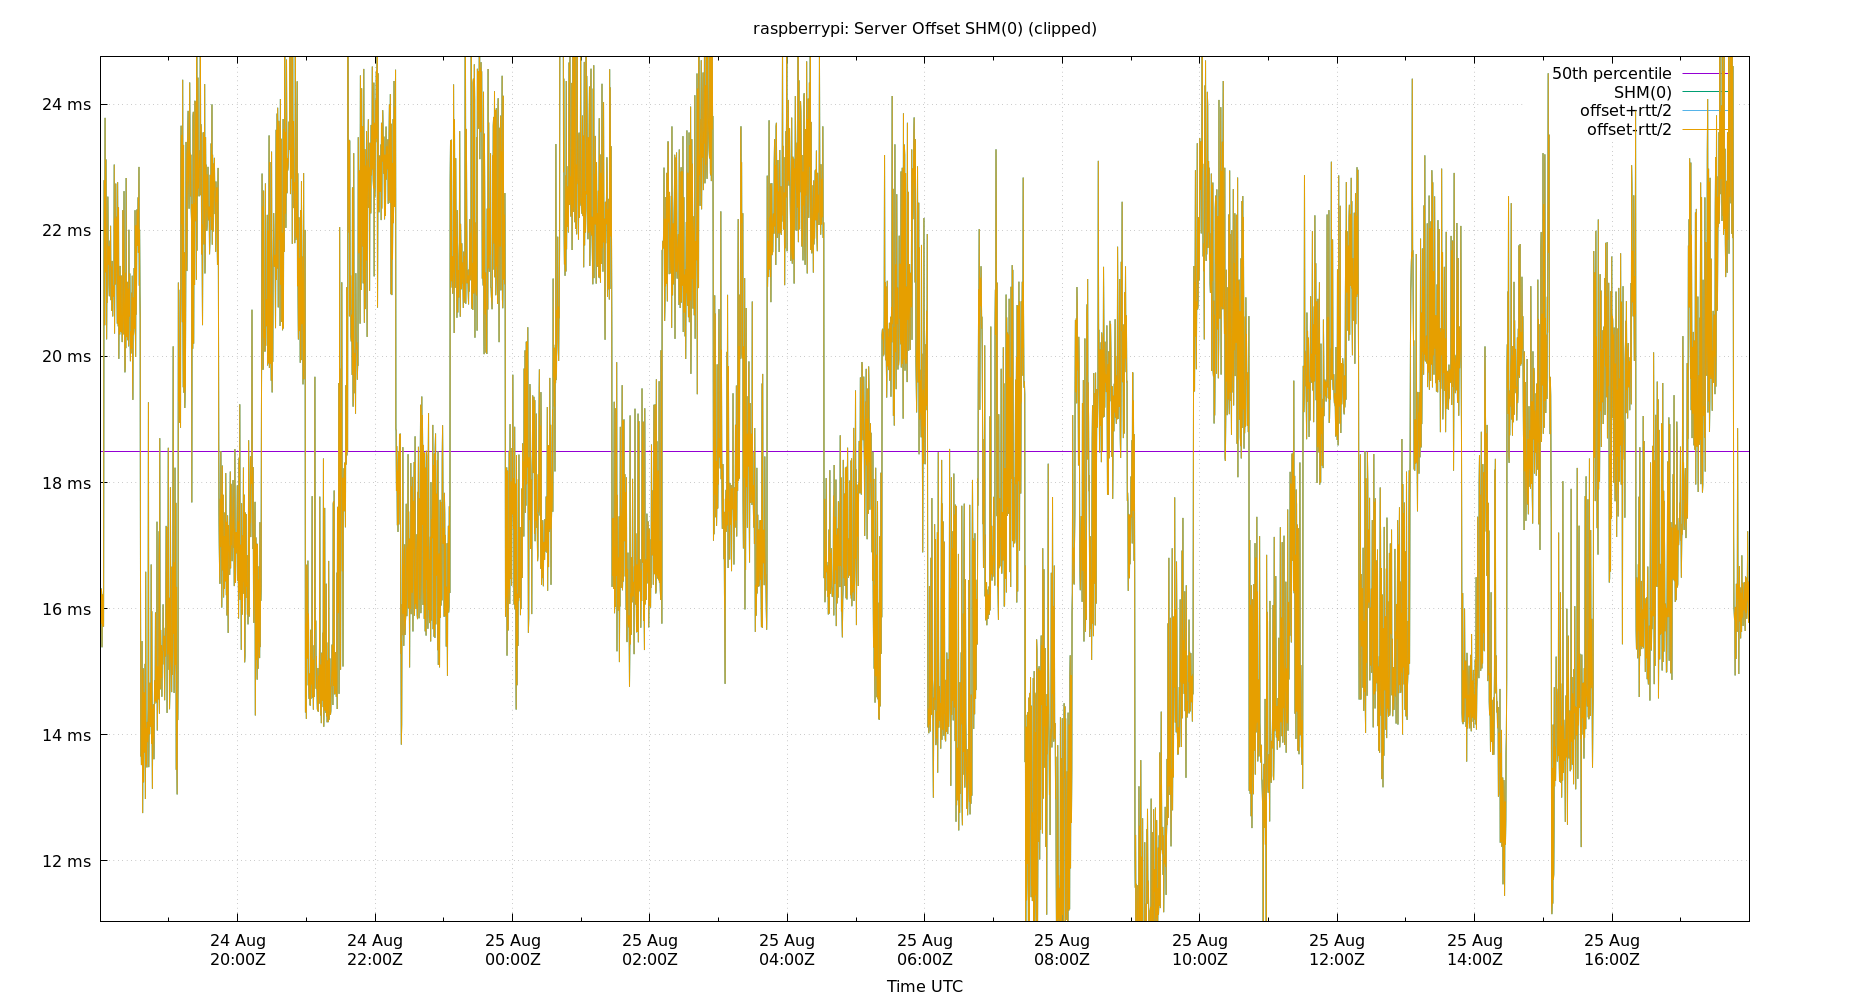 raspberrypi: Server Offset SHM(0) (clipped)
50th percentile
SHM(0)
offset+rtt/2
offset-rtt/2
24 ms
22 ms
20 ms
18 ms
16 ms
14 ms
12 ms
24 Aug 24 Aug 25 Aug 25 Aug 25 Aug 25 Aug 25 Aug 25 Aug 25 Aug 25 Aug 25 Aug
20:00Z 22:00Z 00:00Z 02:00Z 04:00Z 06:00Z 08:00Z 10:00Z 12:00Z 14:00Z 16:00Z
Time UTC